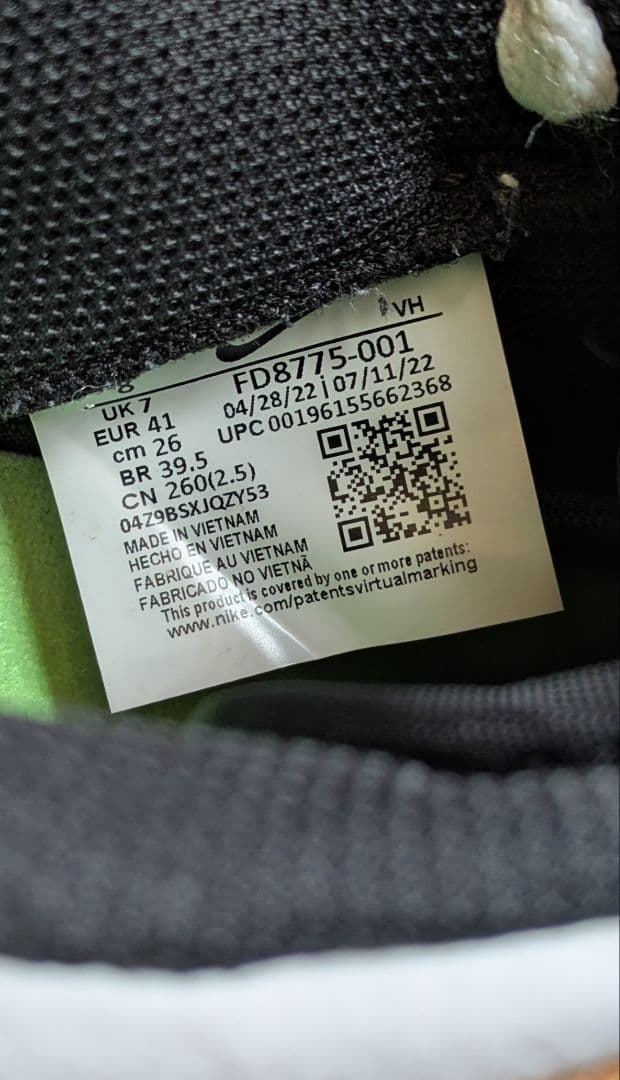 VH
8
UK 7
EUR 41
cm 26
BR 39.5
CN 260(2.5)
FD8775-001
04/28/22 | 07/11/22
UPC 00196155662368
04Z9BSXJQZY53
MADE IN VIETNAM
HECHO EN VIETNAM
FABRIQUE AU VIETNAM
FABRICADO NO VIETNÃ
This product is covered by one or more patents:
www.nike.com/patentsvirtualmarking